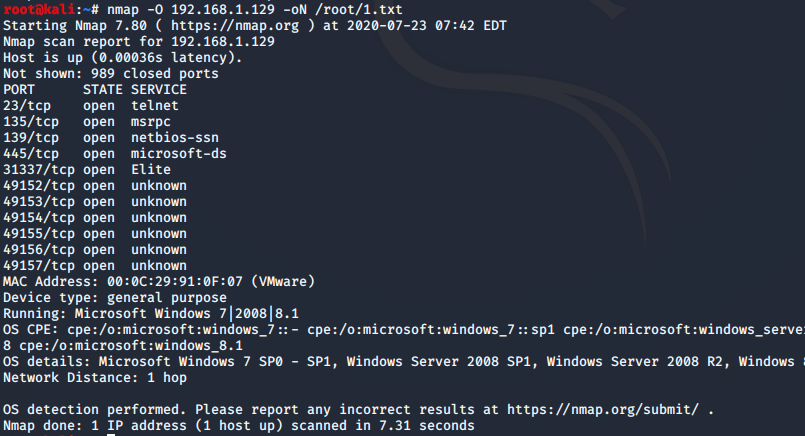 root@kali:~# nmap -O 192.168.1.129 -oN /root/1.txt
Starting Nmap 7.80 ( https://nmap.org ) at 2020-07-23 07:42 EDT
Nmap scan report for 192.168.1.129
Host is up (0.00036s latency).
Not shown: 989 closed ports
PORT      STATE SERVICE
23/tcp    open  telnet
135/tcp   open  msrpc
139/tcp   open  netbios-ssn
445/tcp   open  microsoft-ds
31337/tcp open  Elite
49152/tcp open  unknown
49153/tcp open  unknown
49154/tcp open  unknown
49155/tcp open  unknown
49156/tcp open  unknown
49157/tcp open  unknown
MAC Address: 00:0C:29:91:0F:07 (VMware)
Device type: general purpose
Running: Microsoft Windows 7|2008|8.1
OS CPE: cpe:/o:microsoft:windows_7::- cpe:/o:microsoft:windows_7::sp1 cpe:/o:microsoft:windows_serve
8 cpe:/o:microsoft:windows_8.1
OS details: Microsoft Windows 7 SP0 - SP1, Windows Server 2008 SP1, Windows Server 2008 R2, Windows 8
Network Distance: 1 hop
OS detection performed. Please report any incorrect results at https://nmap.org/submit/ .
Nmap done: 1 IP address (1 host up) scanned in 7.31 seconds